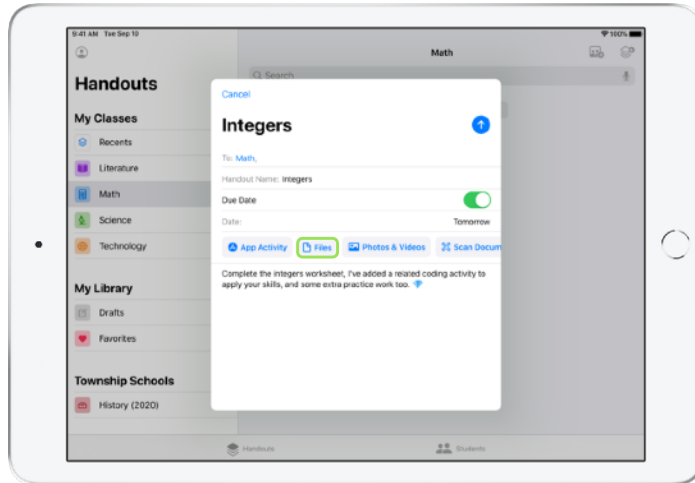 9:41 AM Tue Sep 10
100%
Math
Handouts
Search
My Classes
Recents
Literature
Math
Science
Technology
My Library
Drafts
Favorites
Township Schools
History (2020)
Cancel
Integers
To: Math,
Handout Name: Integers
Due Date
Date: Tomorrow
App Activity Files Photos & Videos Scan Docum
Complete the integers worksheet, I've added a related coding activity to
apply your skills, and some extra practice work too.
Handouts Students